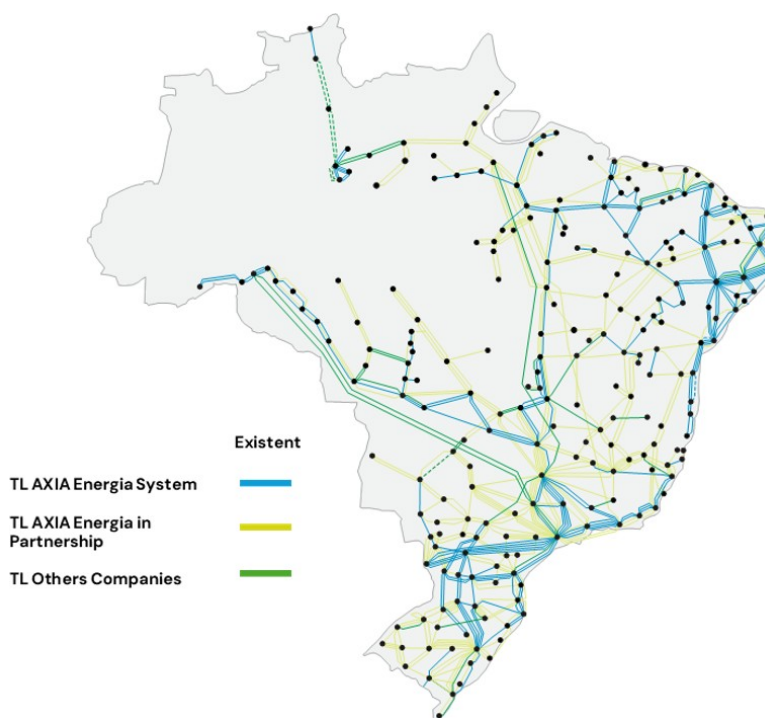 Existent
TL AXIA Energia System
TL AXIA Energia in
Partnership
TL Others Companies